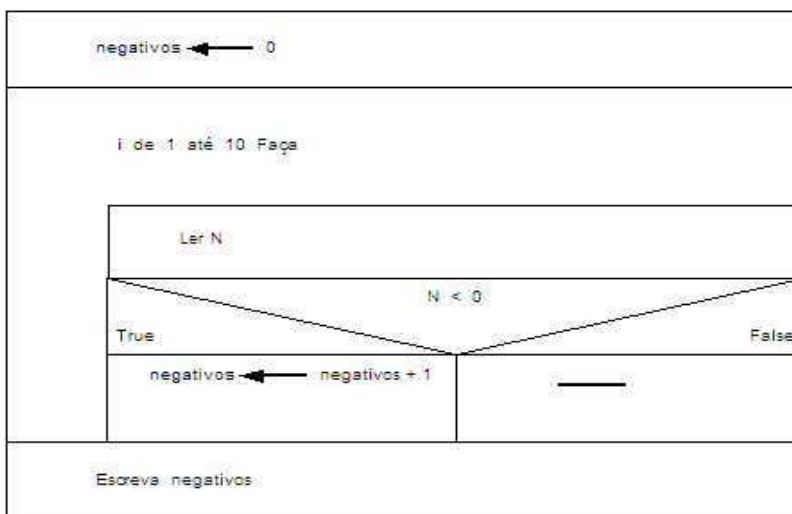 negativos 0
i de 1 até 10 Faça
Ler N
N < 0
True False
negativos negativos + 1
Escreva negativos